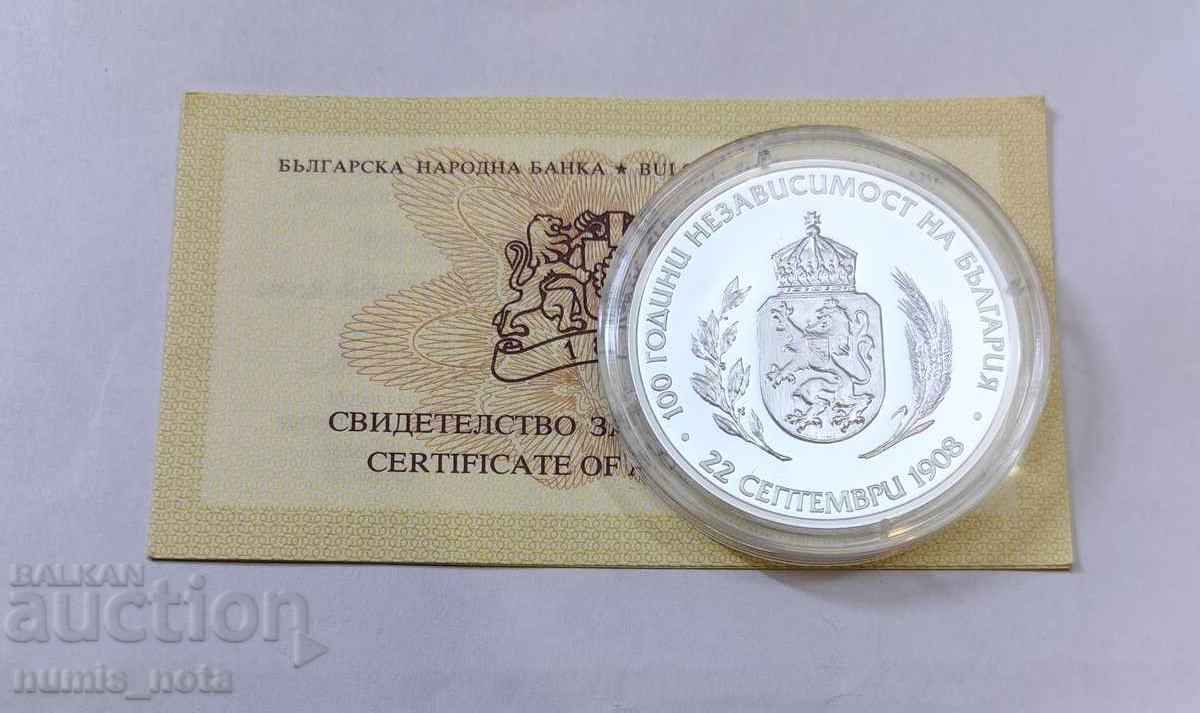 БЪЛГАРСКА НАРОДНА БАНКА ★ BUL
СВИДЕТЕЛСТВО ЗА
CERTIFICATE OF
100 ГОДИНИ НЕЗАВИСИМОСТ НА БЪЛГАРИЯ
• 22 СЕПТЕМВРИ 1908 •
BALKAN
auction
numis_nota